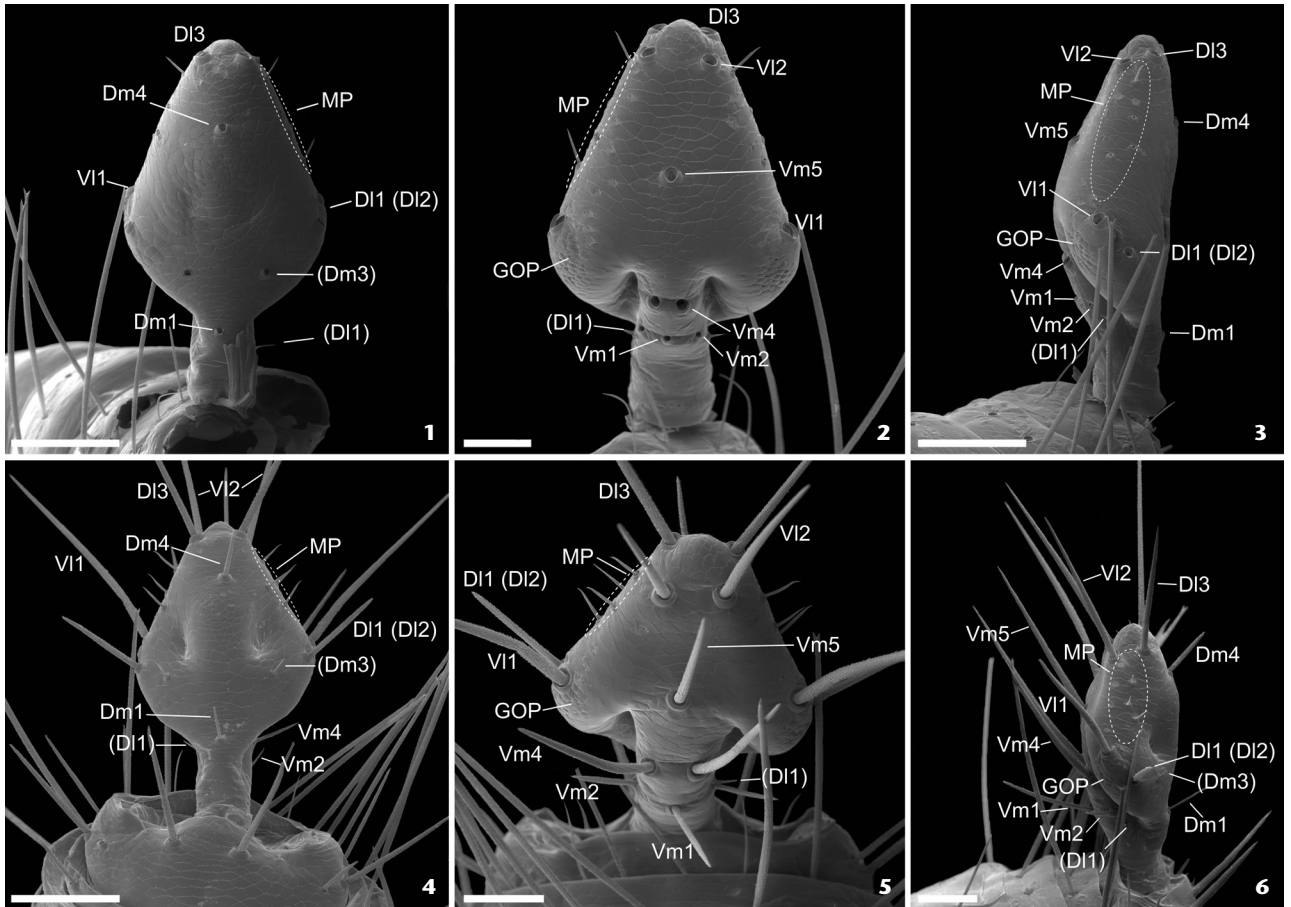 Dl3
Dm4
MP
Vl1
Dl1 (Dl2)
(Dm3)
Dm1
(Dl1)
1
Dl3
Vl2
MP
Vm5
Vl1
GOP
(Dl1)
Vm4
Vm1
Vm2
2
Vl2
Dl3
MP
Dm4
Vm5
Vl1
GOP
Dl1 (Dl2)
Vm4
Vm1
Vm2
Dm1
(Dl1)
3
Dl3
Vl2
Dm4
MP
Vl1
Dl1 (Dl2)
(Dm3)
Dm1
(Dl1)
Vm4
Vm2
4
Dl3
Vl2
MP
Dl1 (Dl2)
Vm5
Vl1
GOP
Vm4
Vm2
(Dl1)
Vm1
5
Vl2
Dl3
Vm5
MP
Dm4
Vl1
Vm4
Dl1 (Dl2)
GOP
(Dm3)
Vm1
Vm2
Dm1
(Dl1)
6